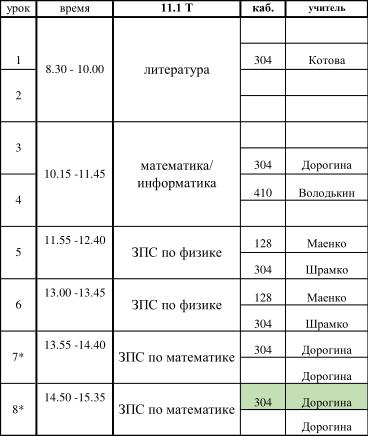 урок время 11.1 Т каб. учитель
1 304 Котова
8.30 - 10.00 литература
2
3
304 Дорогина
10.15 -11.45 математика/
информатика
4 410 Володькин
11.55 -12.40 128 Маенко
5 ЗПС по физике
304 Шрамко
13.00 -13.45 128 Маенко
6 ЗПС по физике
304 Шрамко
13.55 -14.40 304 Дорогина
7* ЗПС по математике
Дорогина
14.50 -15.35 304 Дорогина
8* ЗПС по математике
Дорогина